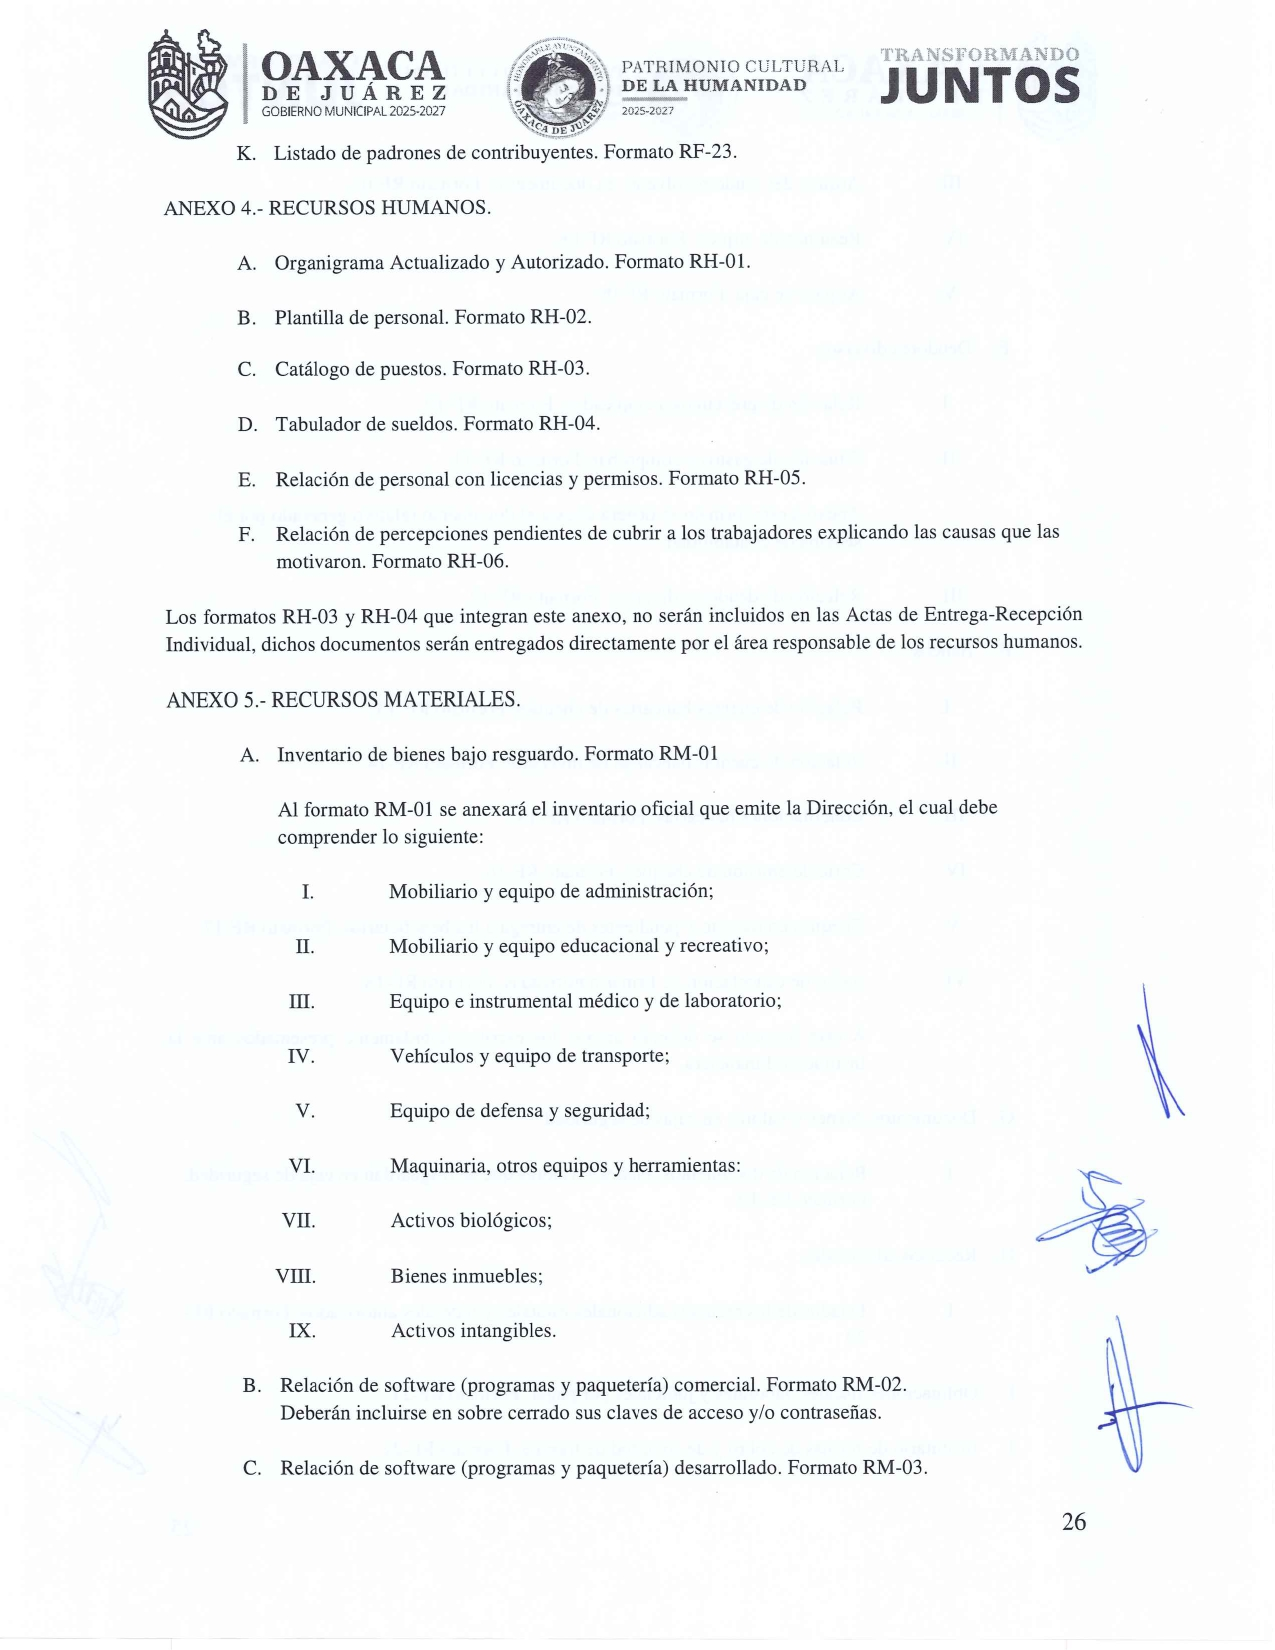 OAXACA
DE JUÁREZ
GOBIERNO MUNICIPAL 2025-2027
HONORABLE AYUNTAMIENTO
OAXACA DE JUÁREZ
PATRIMONIO CULTURAL
DE LA HUMANIDAD
2025-2027
TRANSFORMANDO
JUNTOS
K. Listado de padrones de contribuyentes. Formato RF-23.
ANEXO 4.- RECURSOS HUMANOS.
A. Organigrama Actualizado y Autorizado. Formato RH-01.
B. Plantilla de personal. Formato RH-02.
C. Catálogo de puestos. Formato RH-03.
D. Tabulador de sueldos. Formato RH-04.
E. Relación de personal con licencias y permisos. Formato RH-05.
F. Relación de percepciones pendientes de cubrir a los trabajadores explicando las causas que las
motivaron. Formato RH-06.
Los formatos RH-03 y RH-04 que integran este anexo, no serán incluidos en las Actas de Entrega-Recepción
Individual, dichos documentos serán entregados directamente por el área responsable de los recursos humanos.
ANEXO 5.- RECURSOS MATERIALES.
A. Inventario de bienes bajo resguardo. Formato RM-01
Al formato RM-01 se anexará el inventario oficial que emite la Dirección, el cual debe
comprender lo siguiente:
I. Mobiliario y equipo de administración;
II. Mobiliario y equipo educacional y recreativo;
III. Equipo e instrumental médico y de laboratorio;
IV. Vehículos y equipo de transporte;
V. Equipo de defensa y seguridad;
VI. Maquinaria, otros equipos y herramientas:
VII. Activos biológicos;
VIII. Bienes inmuebles;
IX. Activos intangibles.
B. Relación de software (programas y paquetería) comercial. Formato RM-02.
Deberán incluirse en sobre cerrado sus claves de acceso y/o contraseñas.
C. Relación de software (programas y paquetería) desarrollado. Formato RM-03.
26